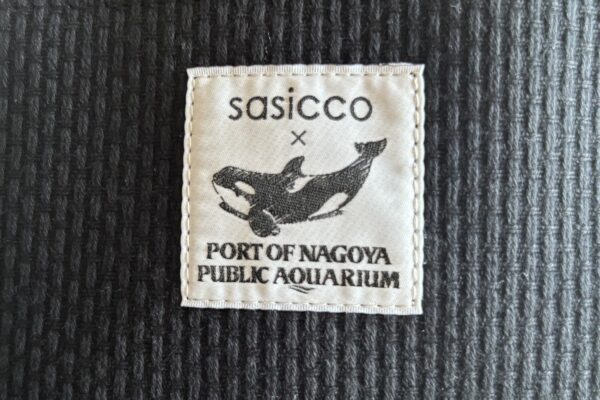 sasicco
×
PORT OF NAGOYA
PUBLIC AQUARIUM